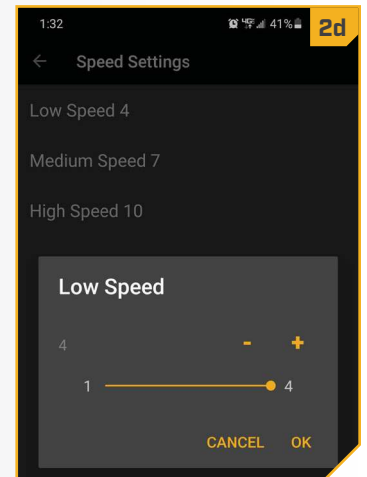 1:32 4G 41% 2d
← Speed Settings
Low Speed 4
Medium Speed 7
High Speed 10
Low Speed
4 - +
1 4
CANCEL OK